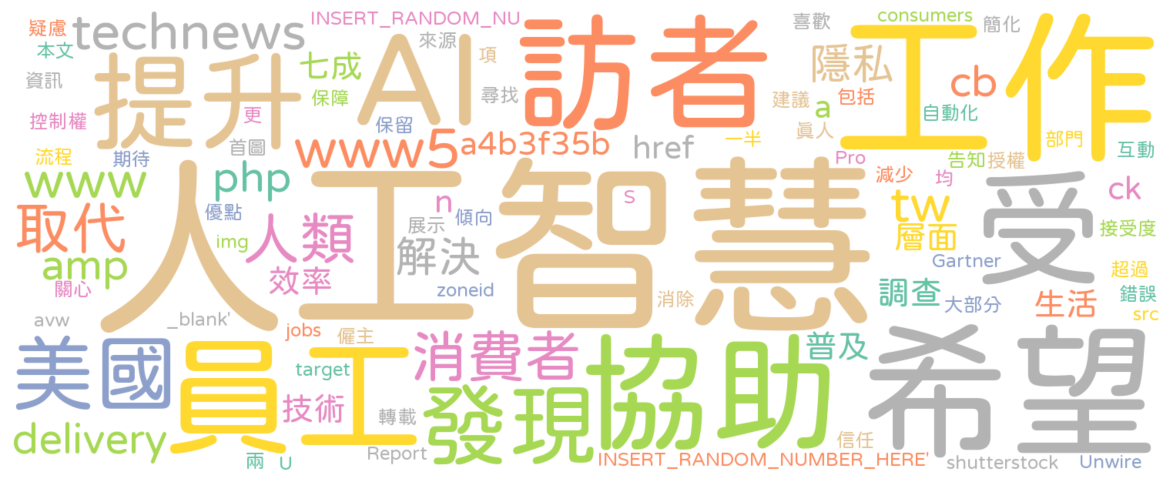 疑慮
technews
INSERT_RANDOM_NU
喜歡
consumers
簡化
本文
提升
AI
來源
項
訪者
隱私
工作
資訊
七成
保障
尋找
建議
包括
cb
控制權
更
保留
a
自動化
流程
期待
首圖
www5
a4b3f35b
href
一半
眞人
部門
互動
www
php
Pro
減少
均
告知
授權
取代
優點
人類
n
傾向
S
tw
受
ck
amp
img
展示
解決
人工智慧
層面
接受度
關心
效率
zoneid
消除
Gartner
超過
avw
_blank'
調查
大部分
生活
錯誤
src
jobs
僱主
美國
員工
target
消費者
協助
普及
希望
技術
轉載
發現
delivery
兩
U
Report
信任
INSERT_RANDOM_NUMBER_HERE'
shutterstock
Unwire